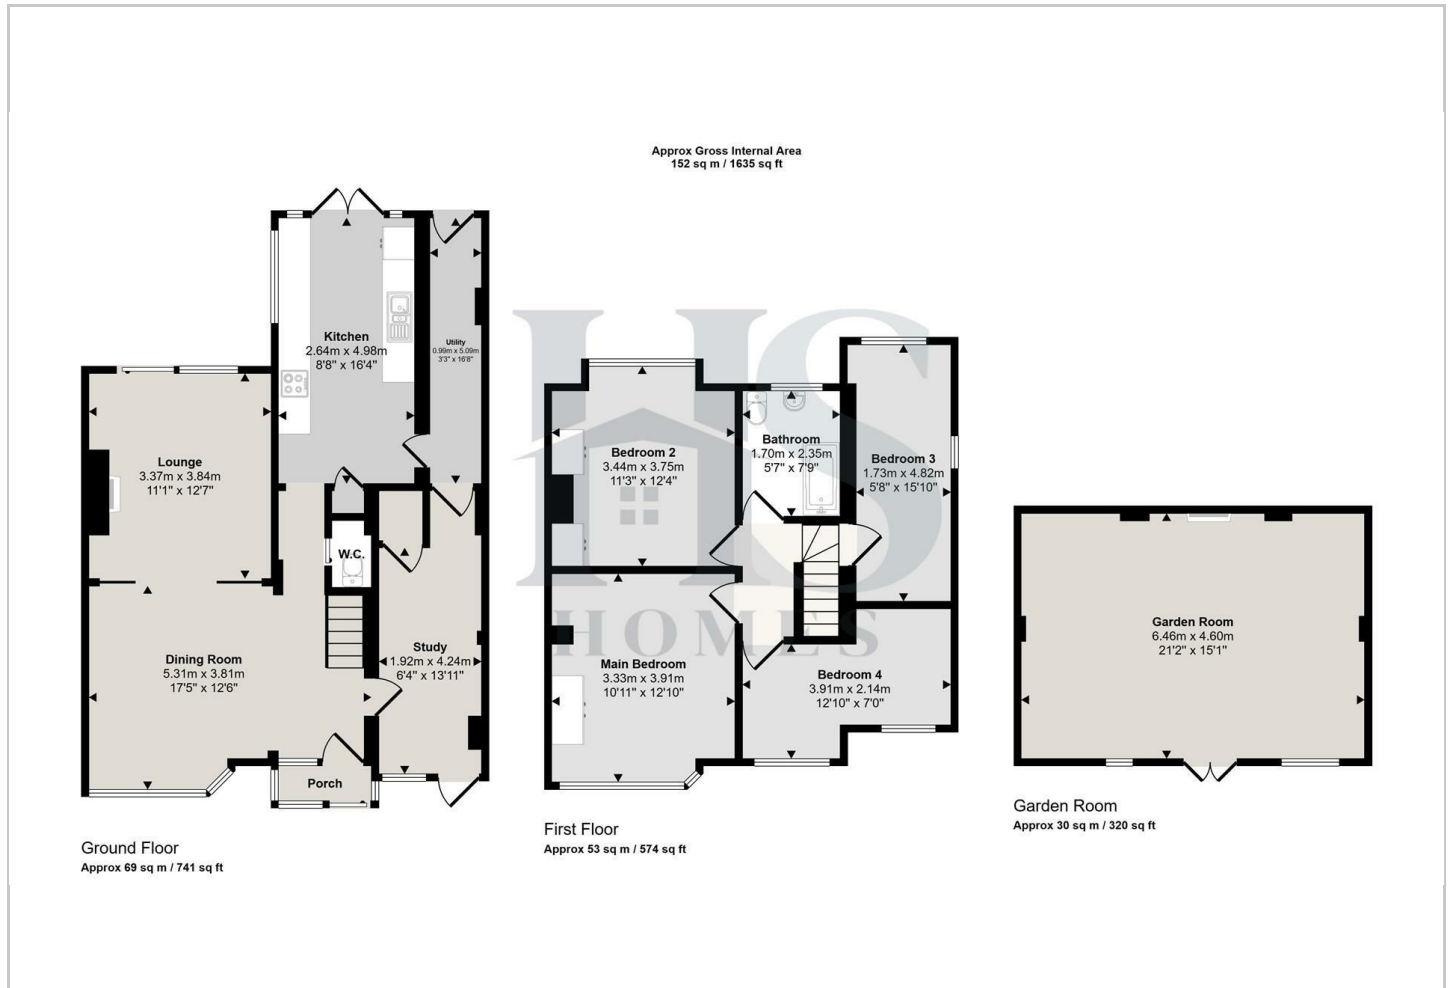 Approx Gross Internal Area
152 sq m / 1635 sq ft
Kitchen
2.64m x 4.98m
8'8" x 16'4"
Utility
0.99m x 5.09m
3'3" x 16'8"
Lounge
3.37m x 3.84m
11'1" x 12'7"
W.C.
Study
1.92m x 4.24m
6'4" x 13'11"
Dining Room
5.31m x 3.81m
17'5" x 12'6"
Porch
Ground Floor
Approx 69 sq m / 741 sq ft
HS
HOMES
Bedroom 2
3.44m x 3.75m
11'3" x 12'4"
Bathroom
1.70m x 2.35m
5'7" x 7'9"
Bedroom 3
1.73m x 4.82m
5'8" x 15'10"
Main Bedroom
3.33m x 3.91m
10'11" x 12'10"
Bedroom 4
3.91m x 2.14m
12'10" x 7'0"
First Floor
Approx 53 sq m / 574 sq ft
Garden Room
6.46m x 4.60m
21'2" x 15'1"
Garden Room
Approx 30 sq m / 320 sq ft